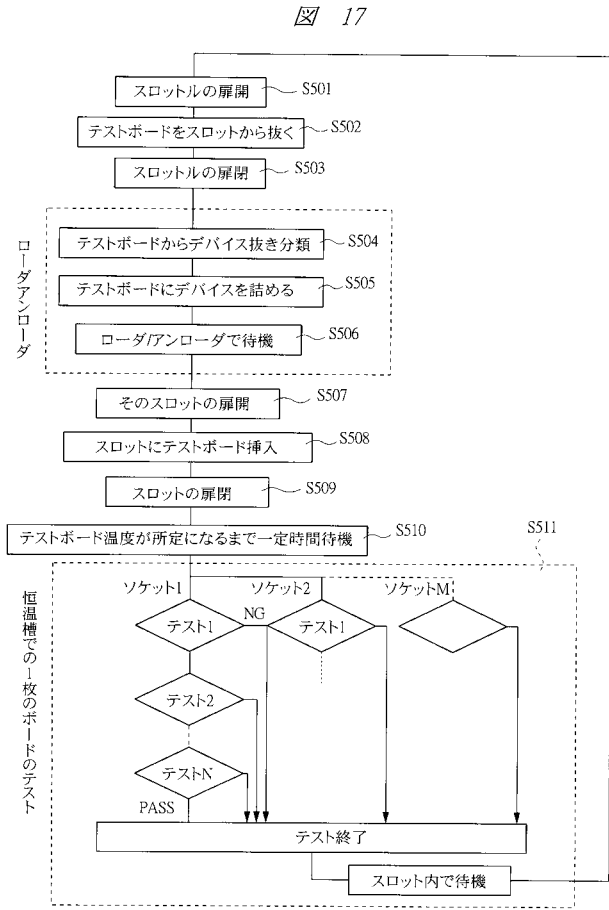 図 17
スロットルの扉開
S501
テストボードをスロットから抜く
S502
スロットルの扉閉
S503
ローダアンローダ
テストボードからデバイス抜き分類
S504
テストボードにデバイスを詰める
S505
ローダ/アンローダで待機
S506
そのスロットの扉開
S507
スロットにテストボード挿入
S508
スロットの扉閉
S509
テストボード温度が所定になるまで一定時間待機
S510
S511
恒温槽での1枚のボードのテスト
ソケット1
ソケット2
ソケットM
テスト1
NG
テスト1
テスト2
テストN
PASS
テスト終了
スロット内で待機